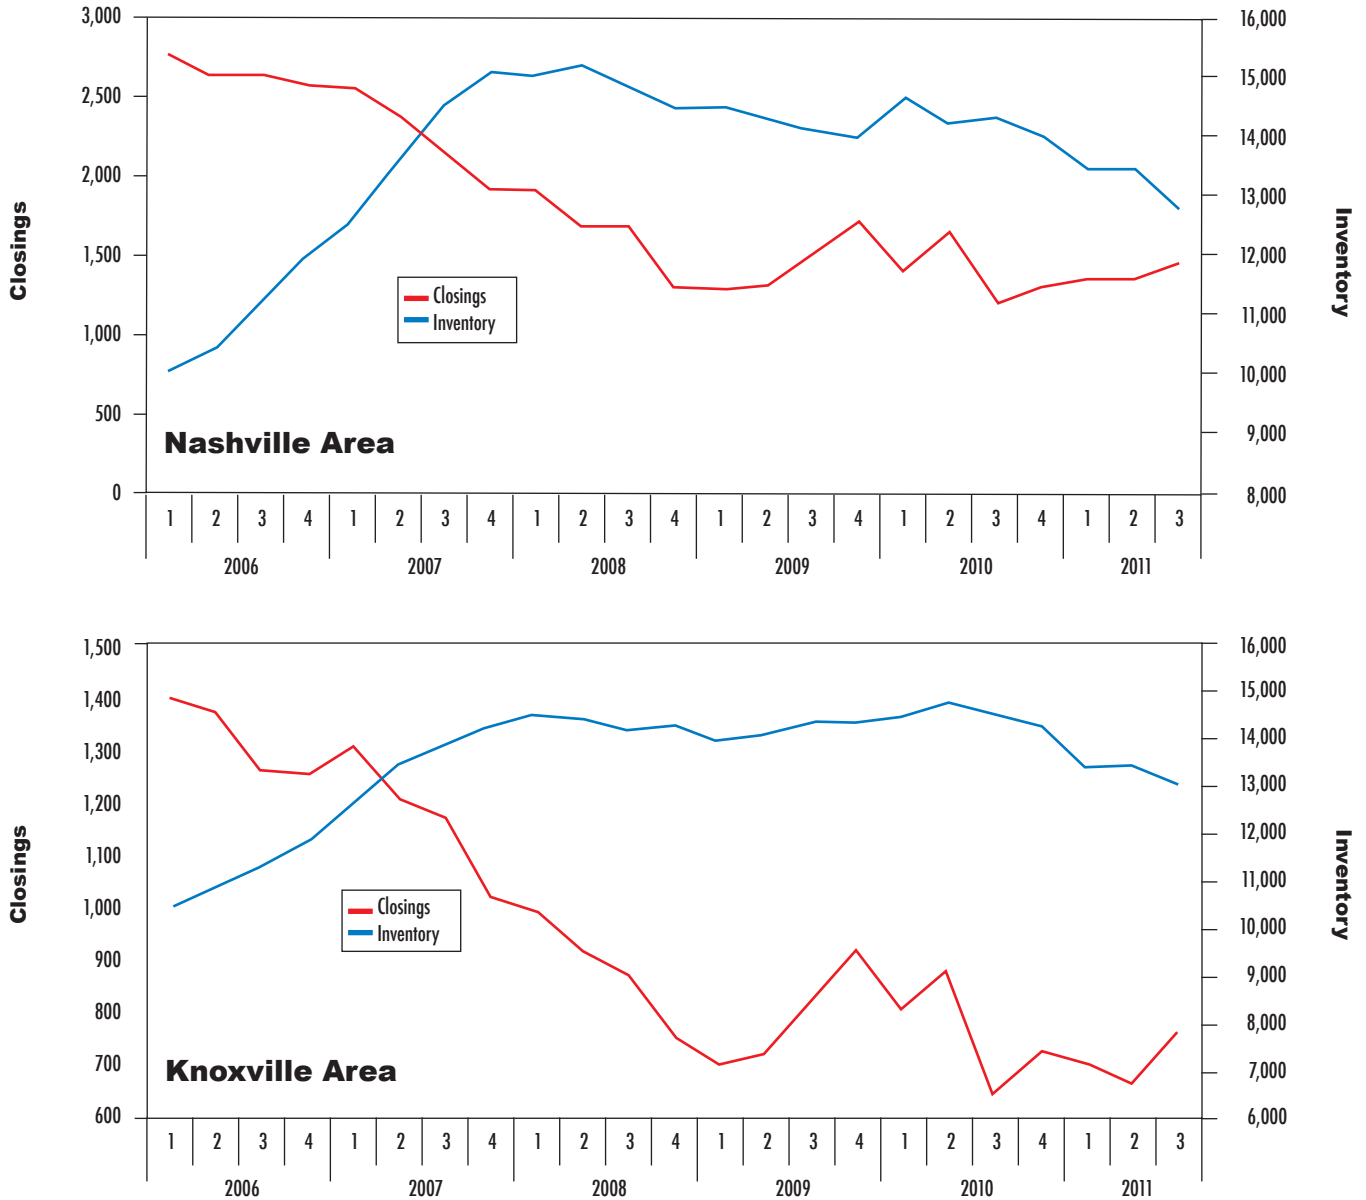 3,000
2,500
2,000
1,500
1,000
500
0
Closings
16,000
15,000
14,000
13,000
12,000
11,000
10,000
9,000
8,000
Inventory
Closings
Inventory
Nashville Area
1 2 3 4 1 2 3 4 1 2 3 4 1 2 3 4 1 2 3 4 1 2 3
2006 2007 2008 2009 2010 2011
1,500
1,400
1,300
1,200
1,100
1,000
900
800
700
600
Closings
16,000
15,000
14,000
13,000
12,000
11,000
10,000
9,000
8,000
7,000
6,000
Inventory
Closings
Inventory
Knoxville Area
1 2 3 4 1 2 3 4 1 2 3 4 1 2 3 4 1 2 3 4 1 2 3
2006 2007 2008 2009 2010 2011